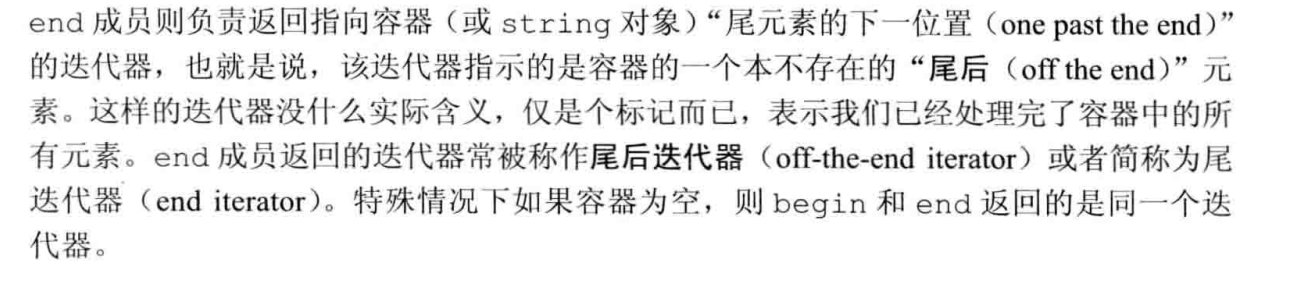 end 成员则负责返回指向容器（或 string 对象）“尾元素的下一位置（one past the end）”
的迭代器，也就是说，该迭代器指示的是容器的一个本不存在的“尾后（off the end）”元
素。这样的迭代器没什么实际含义，仅是个标记而已，表示我们已经处理完了容器中的所
有元素。end 成员返回的迭代器常被称作尾后迭代器（off-the-end iterator）或者简称为尾
迭代器（end iterator）。特殊情况下如果容器为空，则 begin 和 end 返回的是同一个迭
代器。